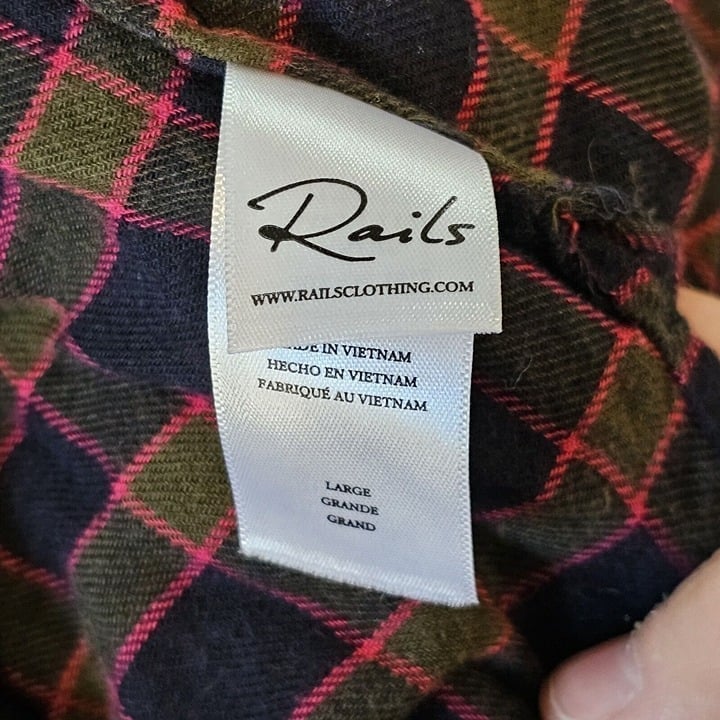 Rails
WWW.RAILSCLOTHING.COM
IN VIETNAM
HECHO EN VIETNAM
FABRIQUÉ AU VIETNAM
LARGE
GRANDE
GRAND